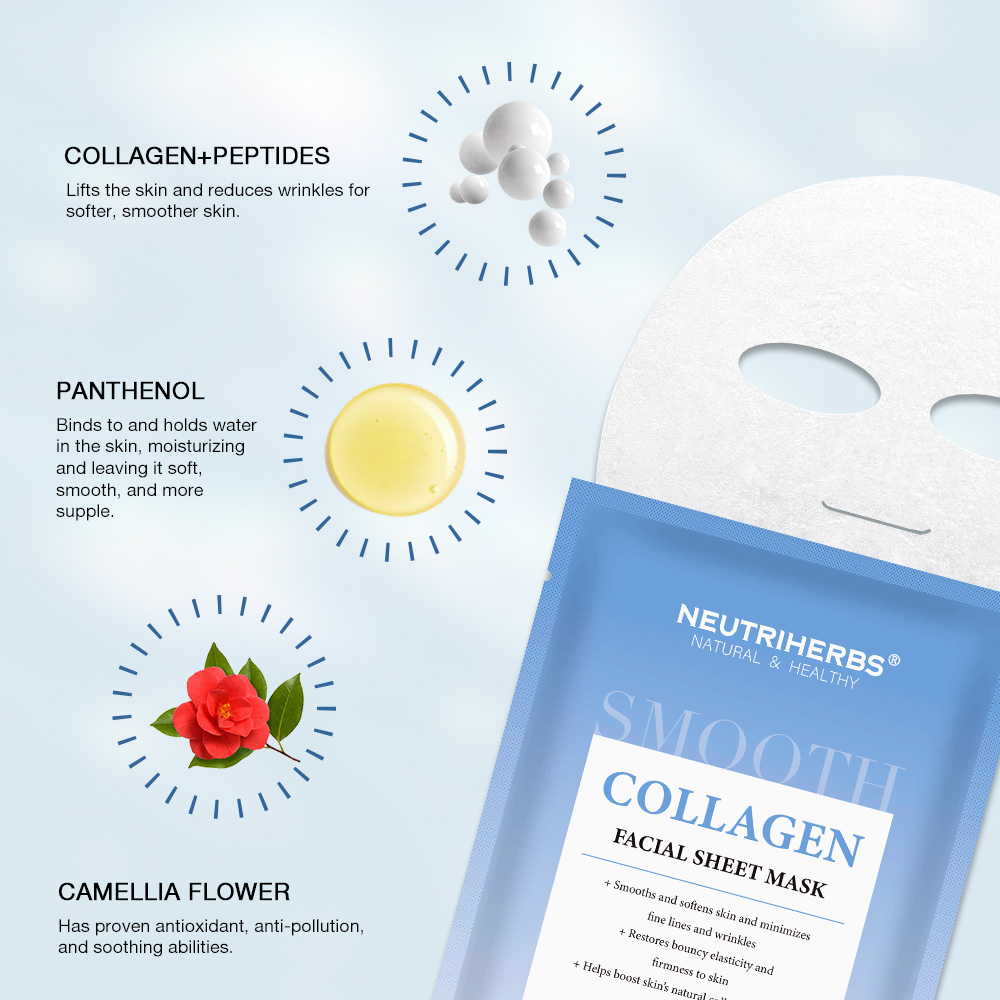 COLLAGEN+PEPTIDES
Lifts the skin and reduces wrinkles for
softer, smoother skin.
PANTHENOL
Binds to and holds water
in the skin, moisturizing
and leaving it soft,
smooth, and more
supple.
CAMELLIA FLOWER
Has proven antioxidant, anti-pollution,
and soothing abilities.
NEUTRIHERBS®
NATURAL & HEALTHY
SMOOTH
COLLAGEN
FACIAL SHEET MASK
+ Smooths and softens skin and minimizes
fine lines and wrinkles
+ Restores bouncy elasticity and
firmness to skin
+ Helps boost skin's natural